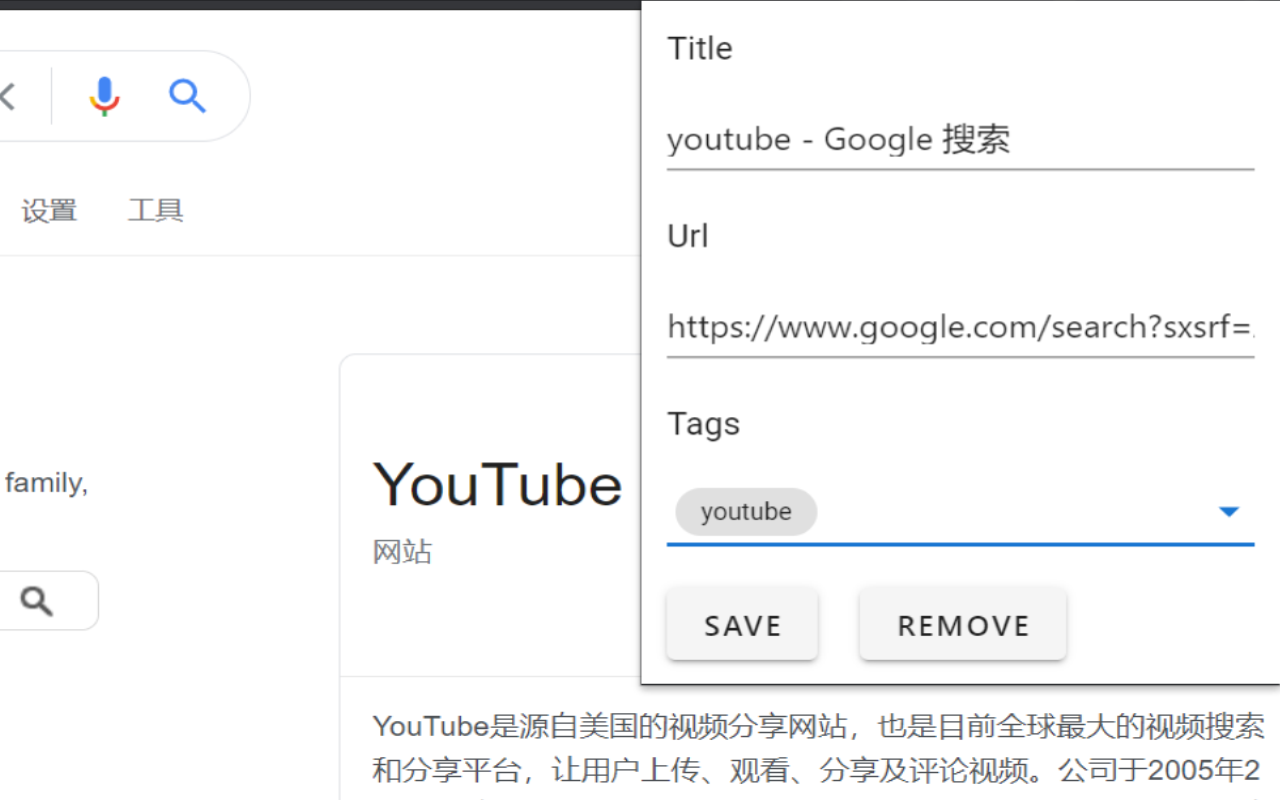 Title
youtube - Google 搜索
Url
https://www.google.com/search?sxsrf=
Tags
youtube
SAVE
REMOVE
设置
工具
family,
YouTube
网站
YouTube是源自美国的视频分享网站，也是目前全球最大的视频搜索
和分享平台，让用户上传、观看、分享及评论视频。公司于2005年2